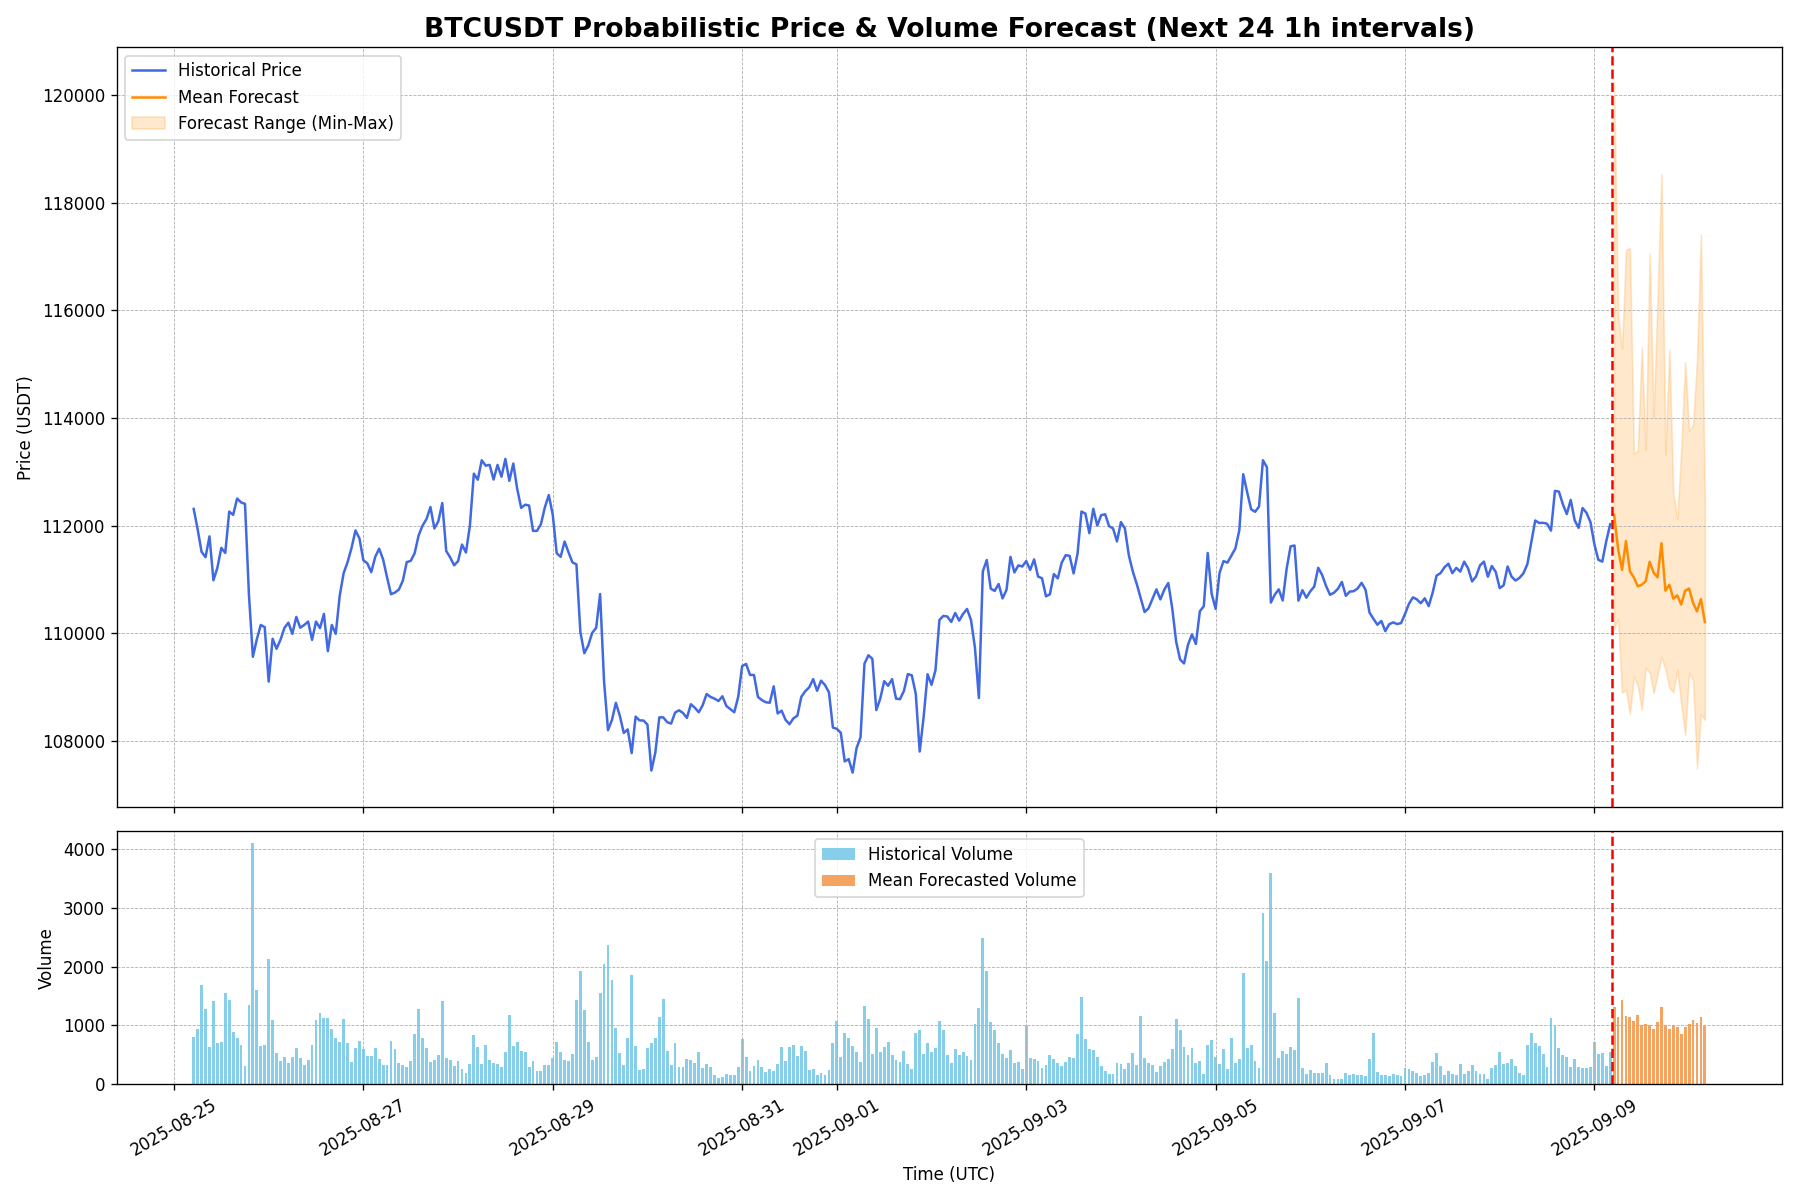 BTCUSDT Probabilistic Price & Volume Forecast (Next 24 1h intervals)
Historical Price
Mean Forecast
Forecast Range (Min-Max)
120000
118000
116000
114000
112000
110000
108000
Price (USDT)
Historical Volume
Mean Forecasted Volume
4000
3000
2000
1000
0
Volume
2025-08-25
2025-08-27
2025-08-29
2025-08-31
2025-09-01
2025-09-03
2025-09-05
2025-09-07
2025-09-09
Time (UTC)